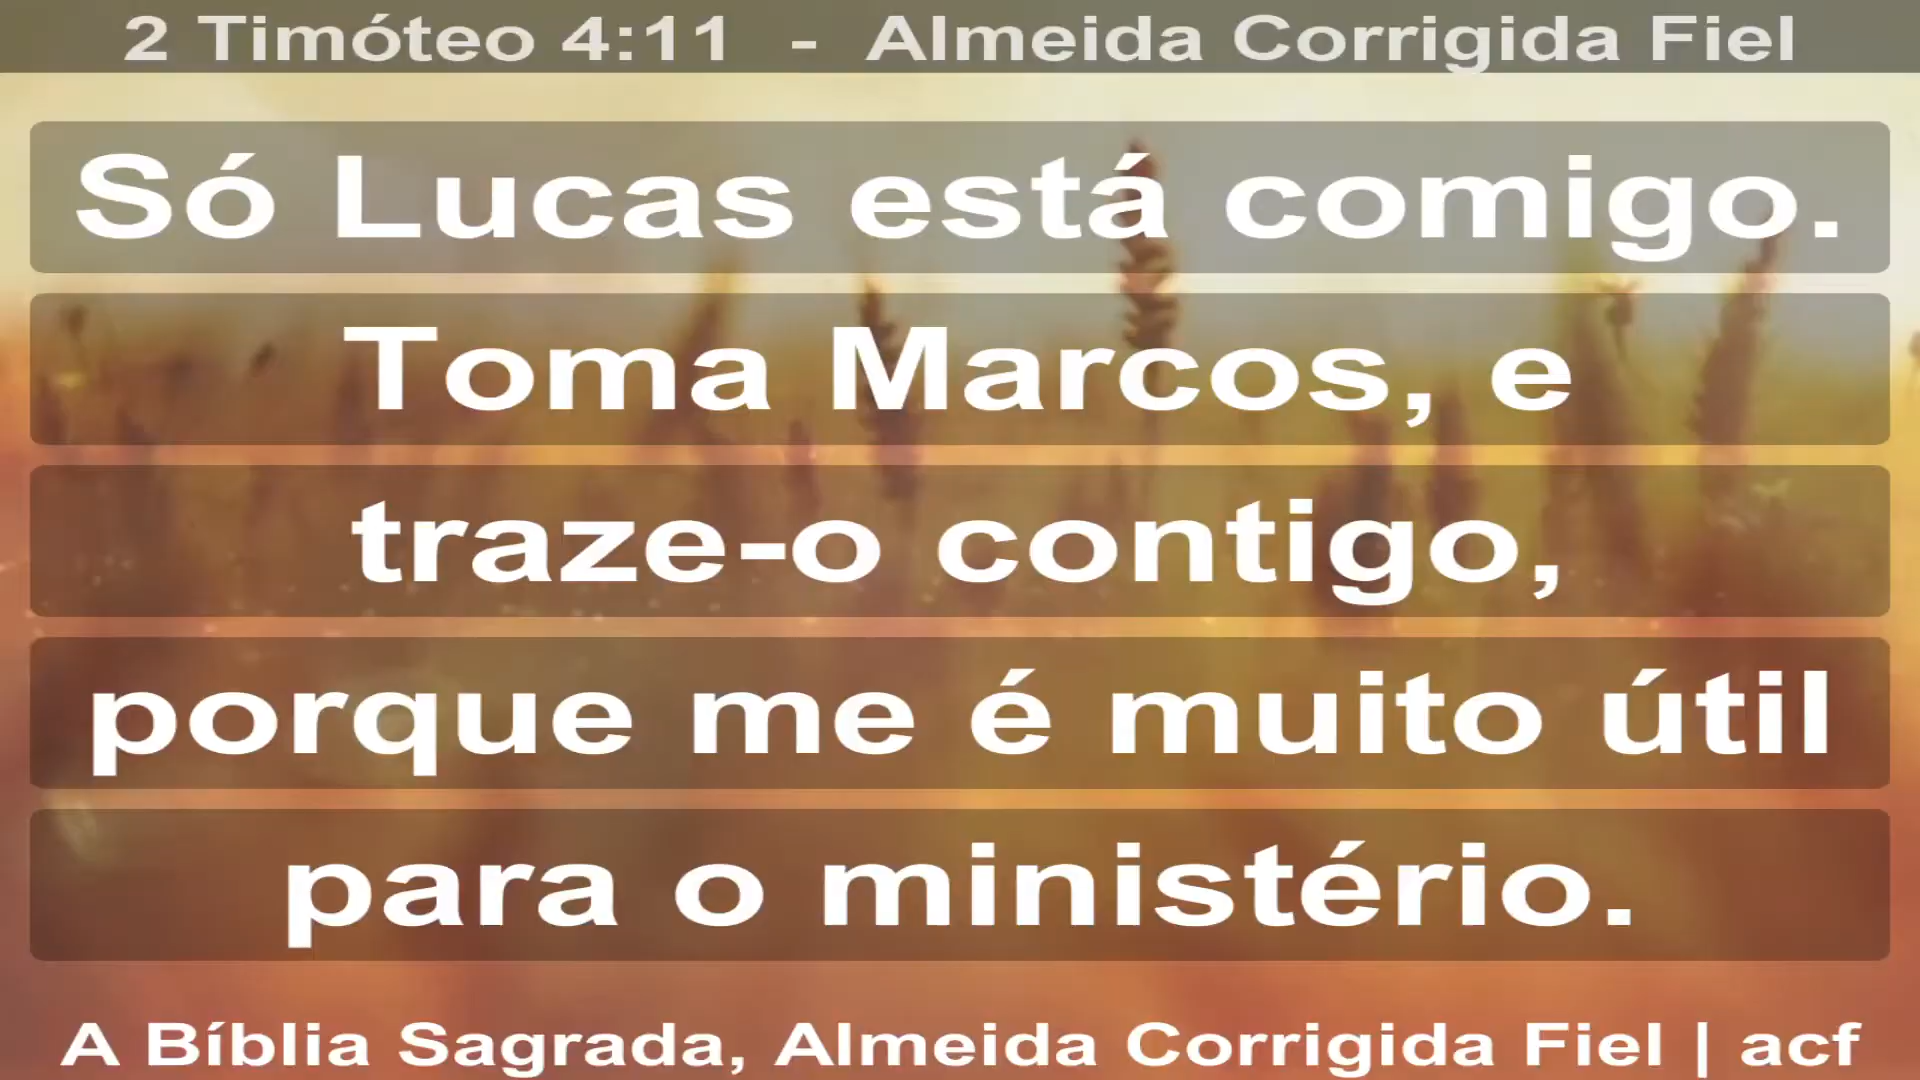 2 Timóteo 4:11 - Almeida Corrigida Fiel
Só Lucas está comigo.
Toma Marcos, e
traze-o contigo,
porque me é muito útil
para o ministério.
A Bíblia Sagrada, Almeida Corrigida Fiel | acf